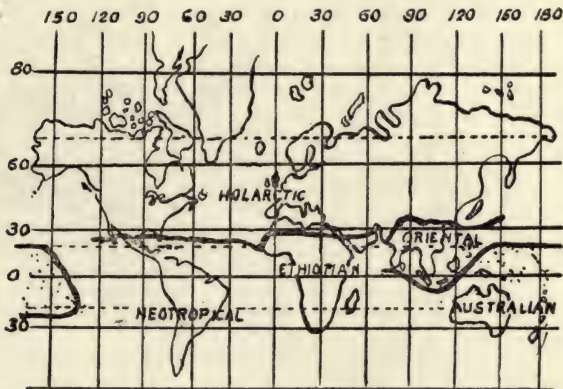 150 120 90 60 30 0 30 60 90 120 150 180
80
60
HOLARCTIC
30
ORIENTAL
ETHIOPIAN
0
NEOTROPICAL
AUSTRALIAN
30